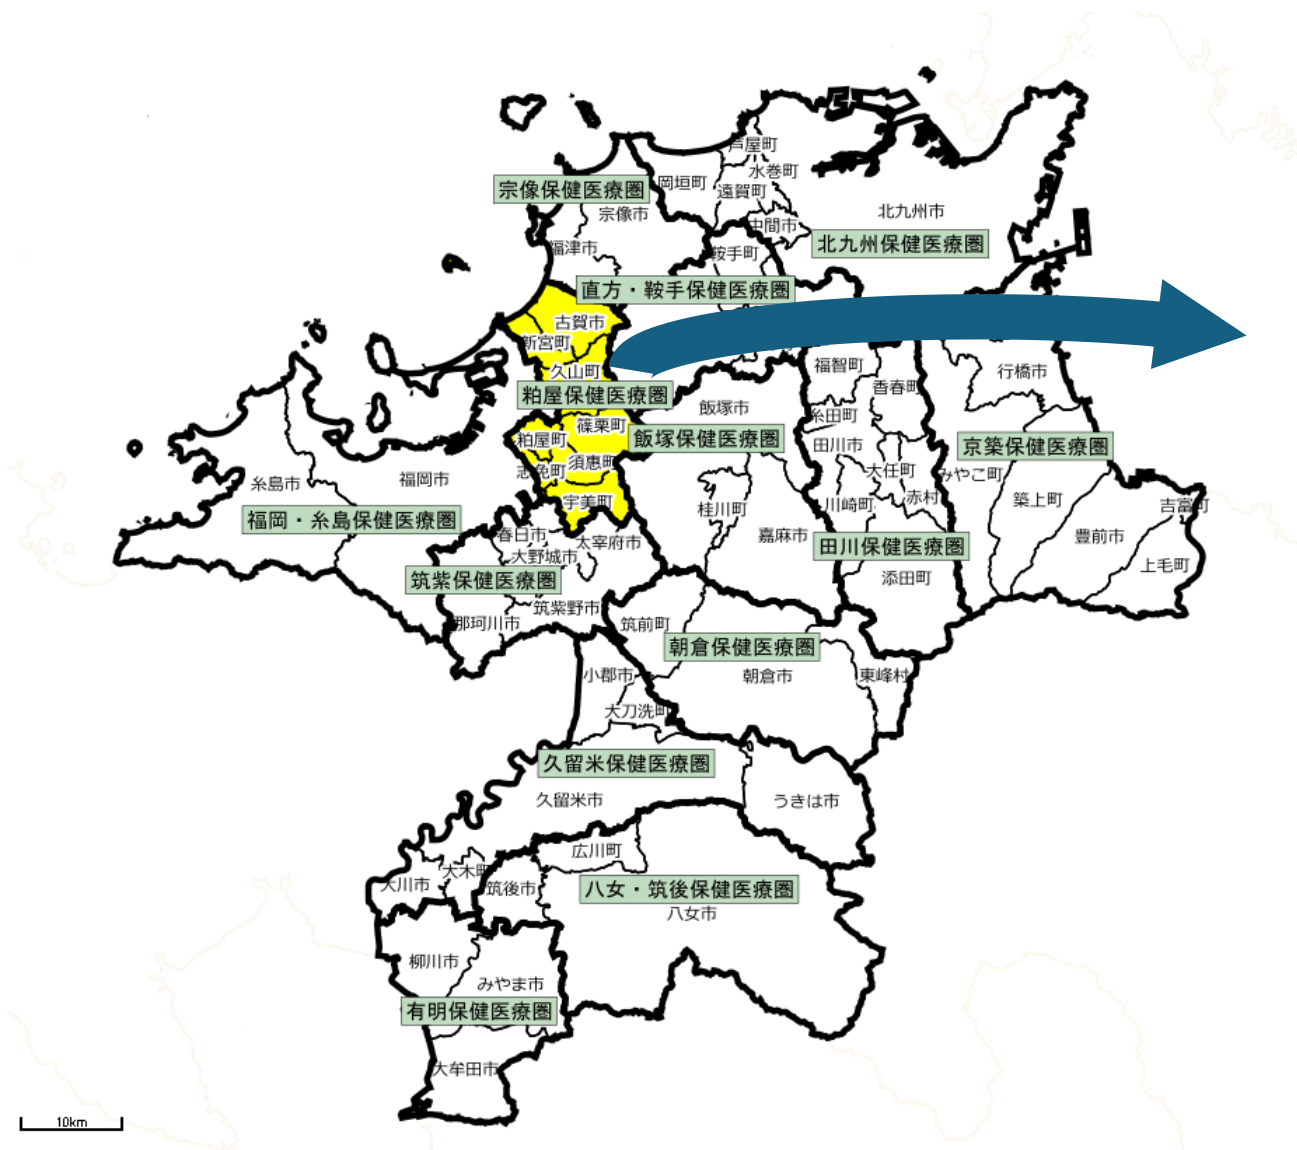 芦屋町
水巻町
岡垣町
遠賀町
宗像保健医療圏
宗像市
北九州市
中間市
北九州保健医療圏
福津市
鞍手町
直方・鞍手保健医療圏
古賀市
新宮町
久山町
福智町
行橋市
香春町
粕屋保健医療圏
飯塚市
糸田町
篠栗町
粕屋町
飯塚保健医療圏
田川市
京築保健医療圏
須恵町
志免町
大任町
みやこ町
糸島市
福岡市
赤村
築上町
宇美町
川崎町
吉富町
桂川町
福岡・糸島保健医療圏
春日市
嘉麻市
豊前市
太宰府市
田川保健医療圏
大野城市
上毛町
筑紫保健医療圏
添田町
筑紫野市
那珂川市
筑前町
朝倉保健医療圏
小郡市
朝倉市
東峰村
大刀洗町
久留米保健医療圏
久留米市
うきは市
広川町
大木町
大川市
筑後市
八女・筑後保健医療圏
八女市
柳川市
みやま市
有明保健医療圏
大牟田市
10km